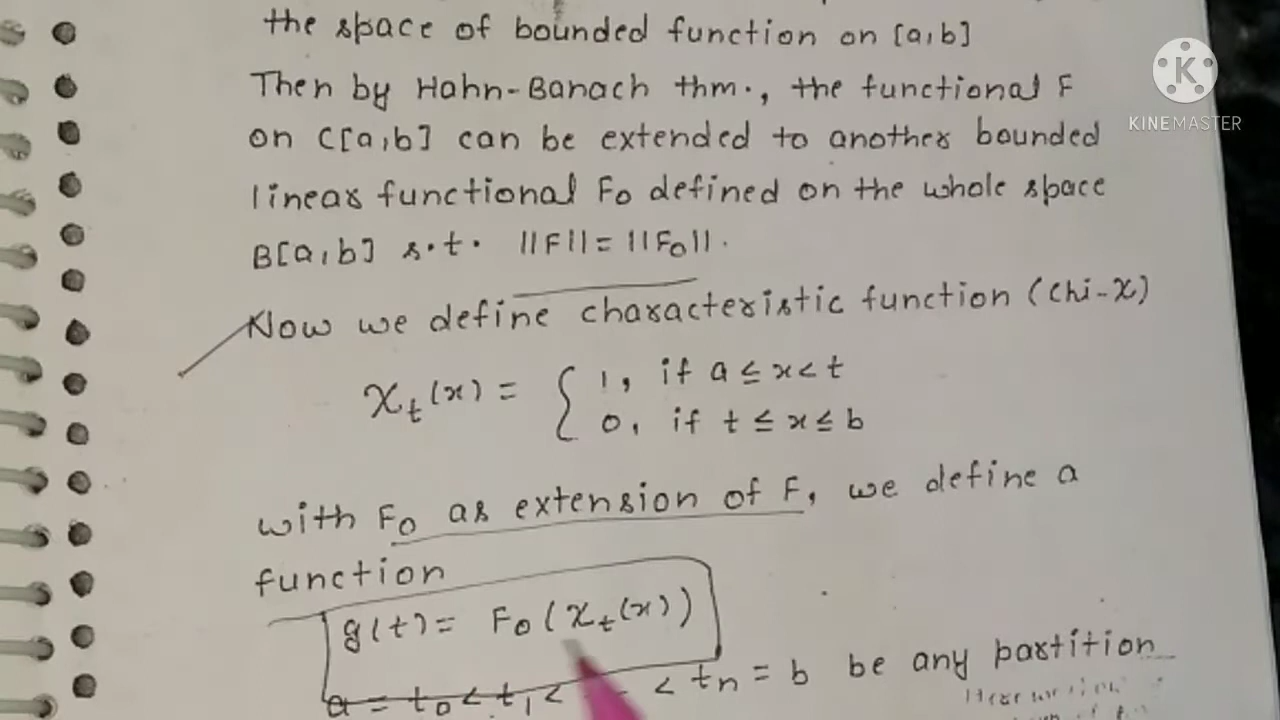 the space of bounded function on [a,b]
Then by Hahn-Banach thm., the functional F
on C[a,b] can be extended to another bounded
linear functional F₀ defined on the whole space
B[a,b] s.t. ||F|| = ||F₀||.
Now we define characteristic function (chi-χ)
χₜ(x) = { 1, if a ≤ x < t
0, if t ≤ x ≤ b
with F₀ as extension of F, we define a
function
g(t) = F₀(χₜ(x))
a = t₀ < t₁ < < tₙ = b be any partition
K
KINEMASTER